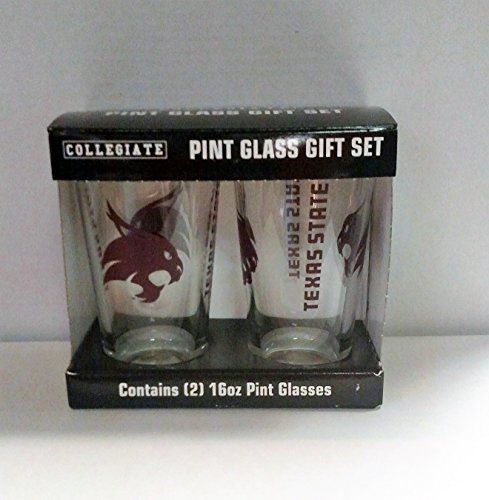 PINT GLASS GIFT SET
COLLEGIATE
PINT GLASS GIFT SET
TEXAS STATE
TEXAS STATE
Contains (2) 16oz Pint Glasses